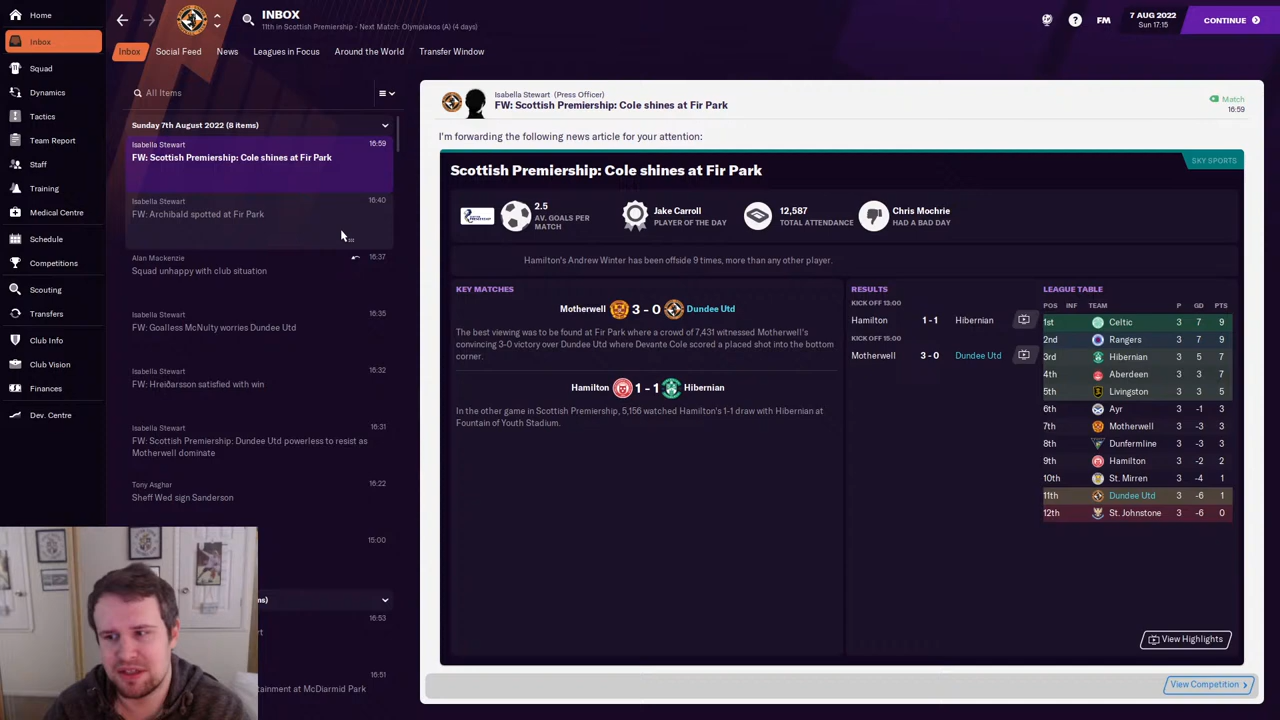 Home
INBOX
11th in Scottish Premiership - Next Match: Olympiakos (A) (4 days)
FM
7 AUG 2022
Sun 17:15
CONTINUE
Inbox
Squad
Dynamics
Tactics
Team Report
Staff
Training
Medical Centre
Schedule
Competitions
Scouting
Transfers
Club Info
Club Vision
Finances
Dev. Centre
Inbox
Social Feed
News
Leagues in Focus
Around the World
Transfer Window
All Items
Sunday 7th August 2022 (8 items)
Isabella Stewart
16:59
FW: Scottish Premiership: Cole shines at Fir Park
Isabella Stewart
16:40
FW: Archibald spotted at Fir Park
Alan Mackenzie
16:37
Squad unhappy with club situation
Isabella Stewart
16:35
FW: Goalless McNulty worries Dundee Utd
Isabella Stewart
16:32
FW: Hreiðarsson satisfied with win
Isabella Stewart
16:31
FW: Scottish Premiership: Dundee Utd powerless to resist as
Motherwell dominate
Tony Asghar
16:22
Sheff Wed sign Sanderson
15:00
16:53
16:51
tainment at McDiarmid Park
Isabella Stewart (Press Officer)
FW: Scottish Premiership: Cole shines at Fir Park
Match
16:59
I'm forwarding the following news article for your attention:
SKY SPORTS
Scottish Premiership: Cole shines at Fir Park
2.5
AV. GOALS PER
MATCH
Jake Carroll
PLAYER OF THE DAY
12,587
TOTAL ATTENDANCE
Chris Mochrie
HAD A BAD DAY
Hamilton's Andrew Winter has been offside 9 times, more than any other player.
KEY MATCHES
Motherwell 3 - 0 Dundee Utd
The best viewing was to be found at Fir Park where a crowd of 7,431 witnessed Motherwell's
convincing 3-0 victory over Dundee Utd where Devante Cole scored a placed shot into the bottom
corner.
Hamilton 1 - 1 Hibernian
In the other game in Scottish Premiership, 5,156 watched Hamilton's 1-1 draw with Hibernian at
Fountain of Youth Stadium.
RESULTS
KICK OFF 13:00
Hamilton 1 - 1 Hibernian
KICK OFF 15:00
Motherwell 3 - 0 Dundee Utd
LEAGUE TABLE
POS INF TEAM P GD PTS
1st Celtic 3 7 9
2nd Rangers 3 7 9
3rd Hibernian 3 5 7
4th Aberdeen 3 3 7
5th Livingston 3 3 5
6th Ayr 3 -1 3
7th Motherwell 3 -3 3
8th Dunfermline 3 -3 3
9th Hamilton 3 -2 2
10th St. Mirren 3 -4 1
11th Dundee Utd 3 -6 1
12th St. Johnstone 3 -6 0
View Highlights
View Competition